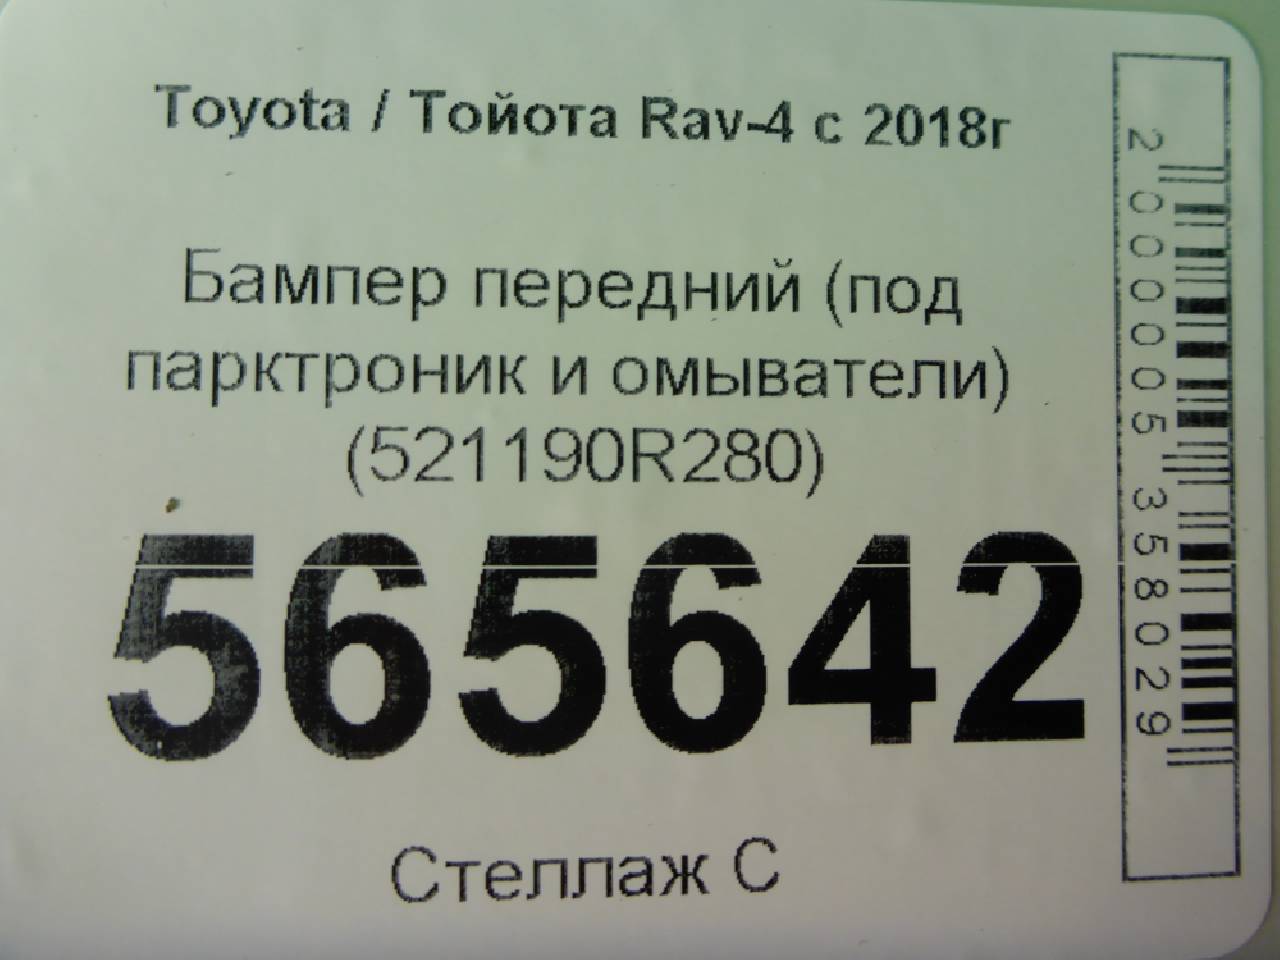 Toyota / Тойота Rav-4 с 2018г
Бампер передний (под
парктроник и омыватели)
(521190R280)
565642
Стеллаж С
2000005358029